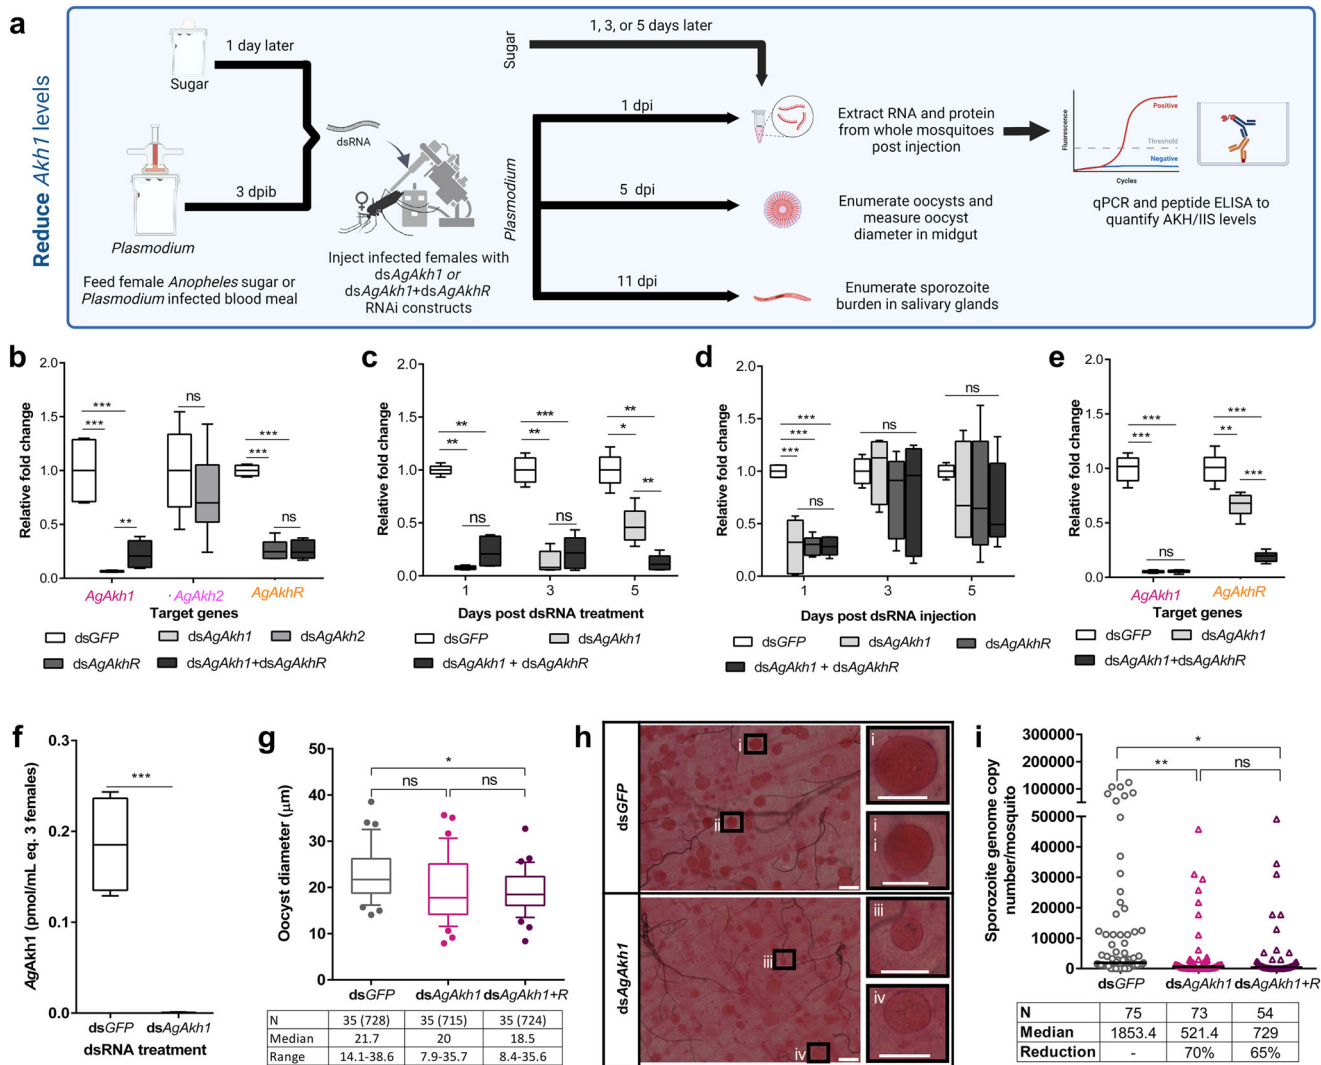 a
Reduce Akh1 levels
Sugar
1 day later
Plasmodium
3 dpib
Feed female Anopheles sugar or
Plasmodium infected blood meal
dsRNA
♀
Inject infected females with
dsAgAkh1 or
dsAgAkh1+dsAgAkhR
RNAi constructs
Sugar
1, 3, or 5 days later
Plasmodium
1 dpi
5 dpi
11 dpi
Extract RNA and protein
from whole mosquitoes
post injection
Enumerate oocysts and
measure oocyst
diameter in midgut
Enumerate sporozoite
burden in salivary glands
Fluorescence
Positive
Threshold
Negative
Cycles
qPCR and peptide ELISA to
quantify AKH/IIS levels
b
Relative fold change
2.0
1.5
1.0
0.5
0.0
***
***
**
ns
***
***
ns
AgAkh1
AgAkh2
AgAkhR
Target genes
dsGFP
dsAgAkh1
dsAgAkh2
dsAgAkhR
dsAgAkh1+dsAgAkhR
c
Relative fold change
2.0
1.5
1.0
0.5
0.0
**
**
ns
***
**
ns
**
*
**
1 3 5
Days post dsRNA treatment
dsGFP
dsAgAkh1
dsAgAkh1 + dsAgAkhR
d
Relative fold change
2.0
1.5
1.0
0.5
0.0
***
***
***
ns
ns
ns
1 3 5
Days post dsRNA injection
dsGFP
dsAgAkh1
dsAgAkhR
dsAgAkh1 + dsAgAkhR
e
Relative fold change
2.0
1.5
1.0
0.5
0.0
***
***
ns
***
**
***
AgAkh1
AgAkhR
Target genes
dsGFP
dsAgAkh1
dsAgAkh1+dsAgAkhR
f
AgAkh1 (pmol/mL eq. 3 females)
0.3
0.2
0.1
0.0
***
dsGFP dsAgAkh1
dsRNA treatment
g
Oocyst diameter (μm)
50
40
30
20
10
0
*
ns
ns
dsGFP dsAgAkh1 dsAgAkh1+R
N 35 (728) 35 (715) 35 (724)
Median 21.7 20 18.5
Range 14.1-38.6 7.9-35.7 8.4-35.6
h
dsGFP
i
ii
i
i
i
dsAgAkh1
iii
iv
iii
iv
i
Sporozoite genome copy
number/mosquito
300000
200000
100000
50000
40000
30000
20000
10000
0
*
**
ns
dsGFP dsAgAkh1 dsAgAkh1+R
N 75 73 54
Median 1853.4 521.4 729
Reduction - 70% 65%